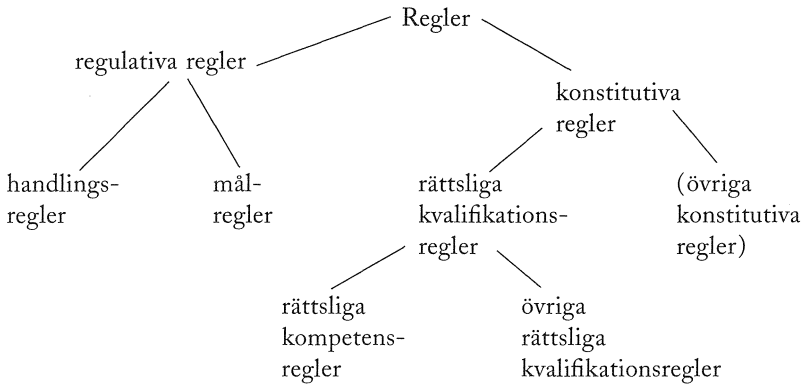 Regler
regulativa regler
konstitutiva
regler
handlings-
regler
mål-
regler
rättsliga
kvalifikations-
regler
(övriga
konstitutiva
regler)
rättsliga
kompetens-
regler
övriga
rättsliga
kvalifikationsregler